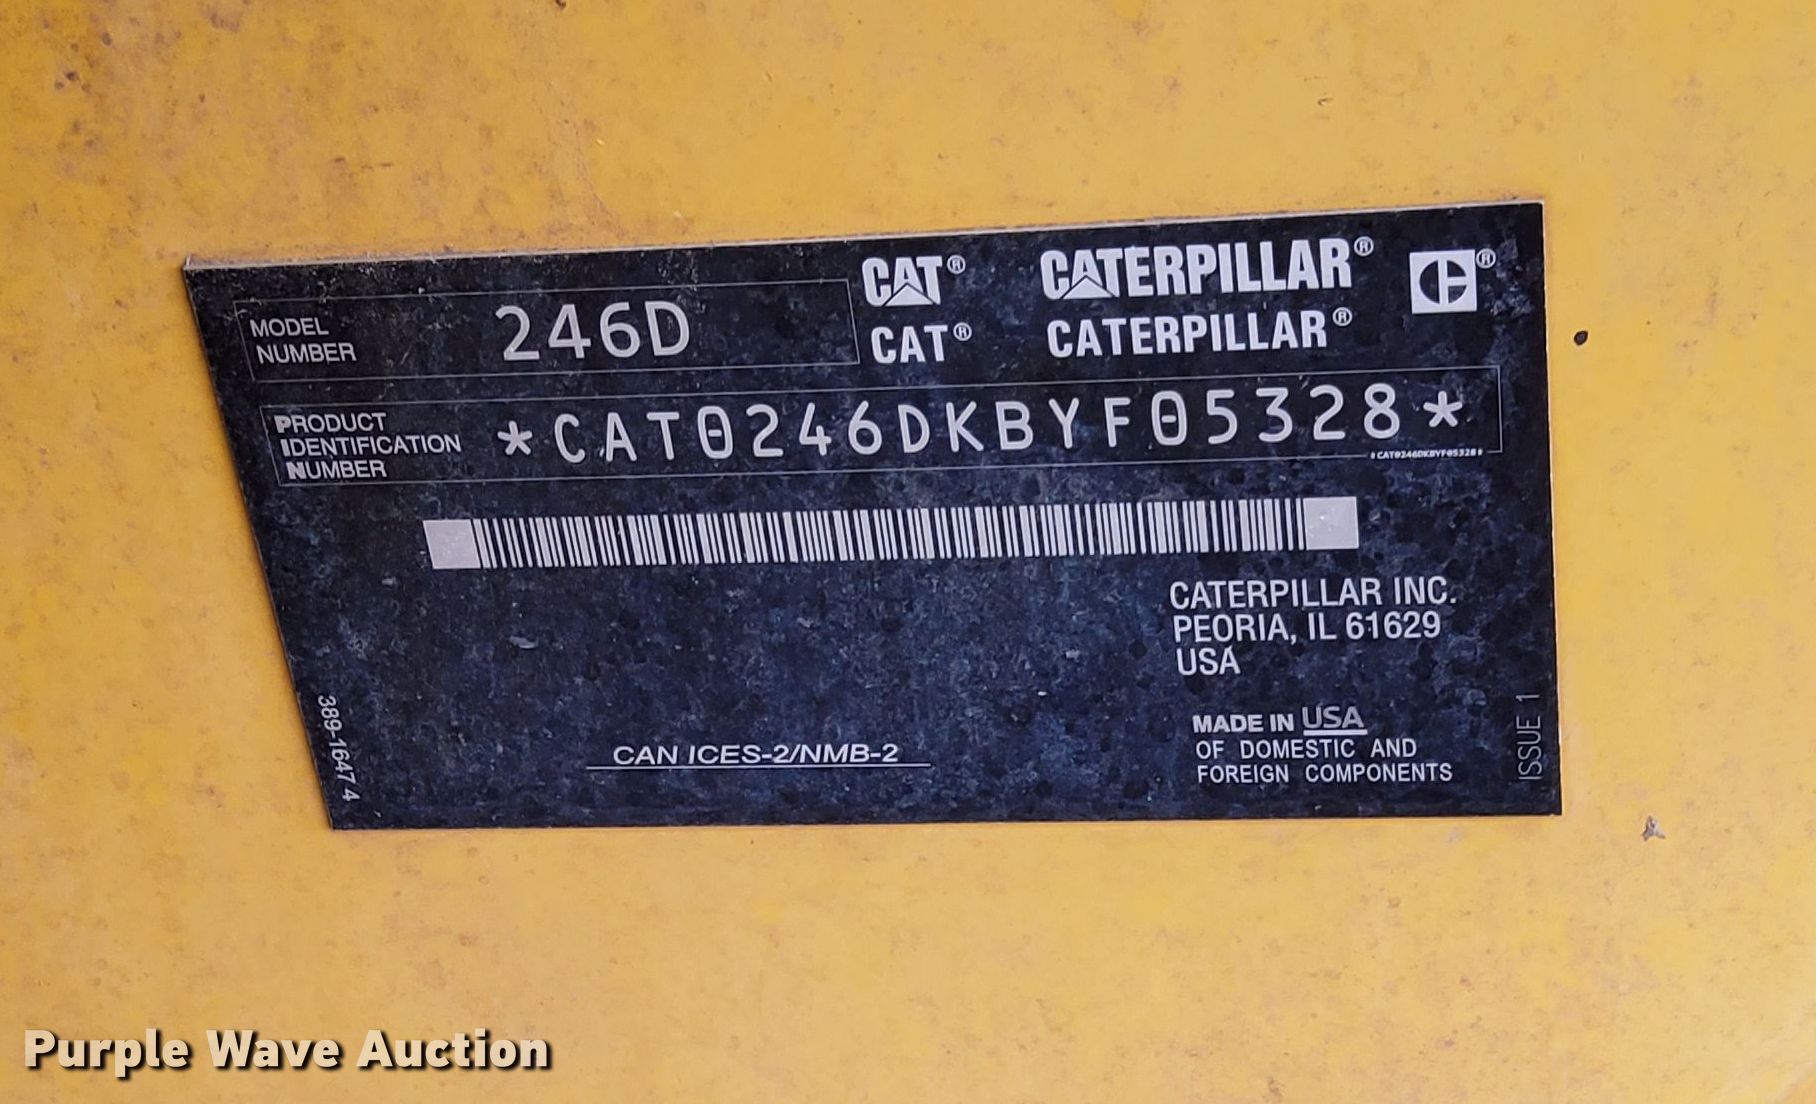 MODEL
NUMBER
246D
CAT® CATERPILLAR® ®
CAT® CATERPILLAR®
PRODUCT
IDENTIFICATION
NUMBER
*CAT0246DKBYF05328*
*CAT0246DKBYF05328*
CATERPILLAR INC.
PEORIA, IL 61629
USA
MADE IN USA
OF DOMESTIC AND
FOREIGN COMPONENTS
CAN ICES-2/NMB-2
389-1647 4
ISSUE 1
Purple Wave Auction